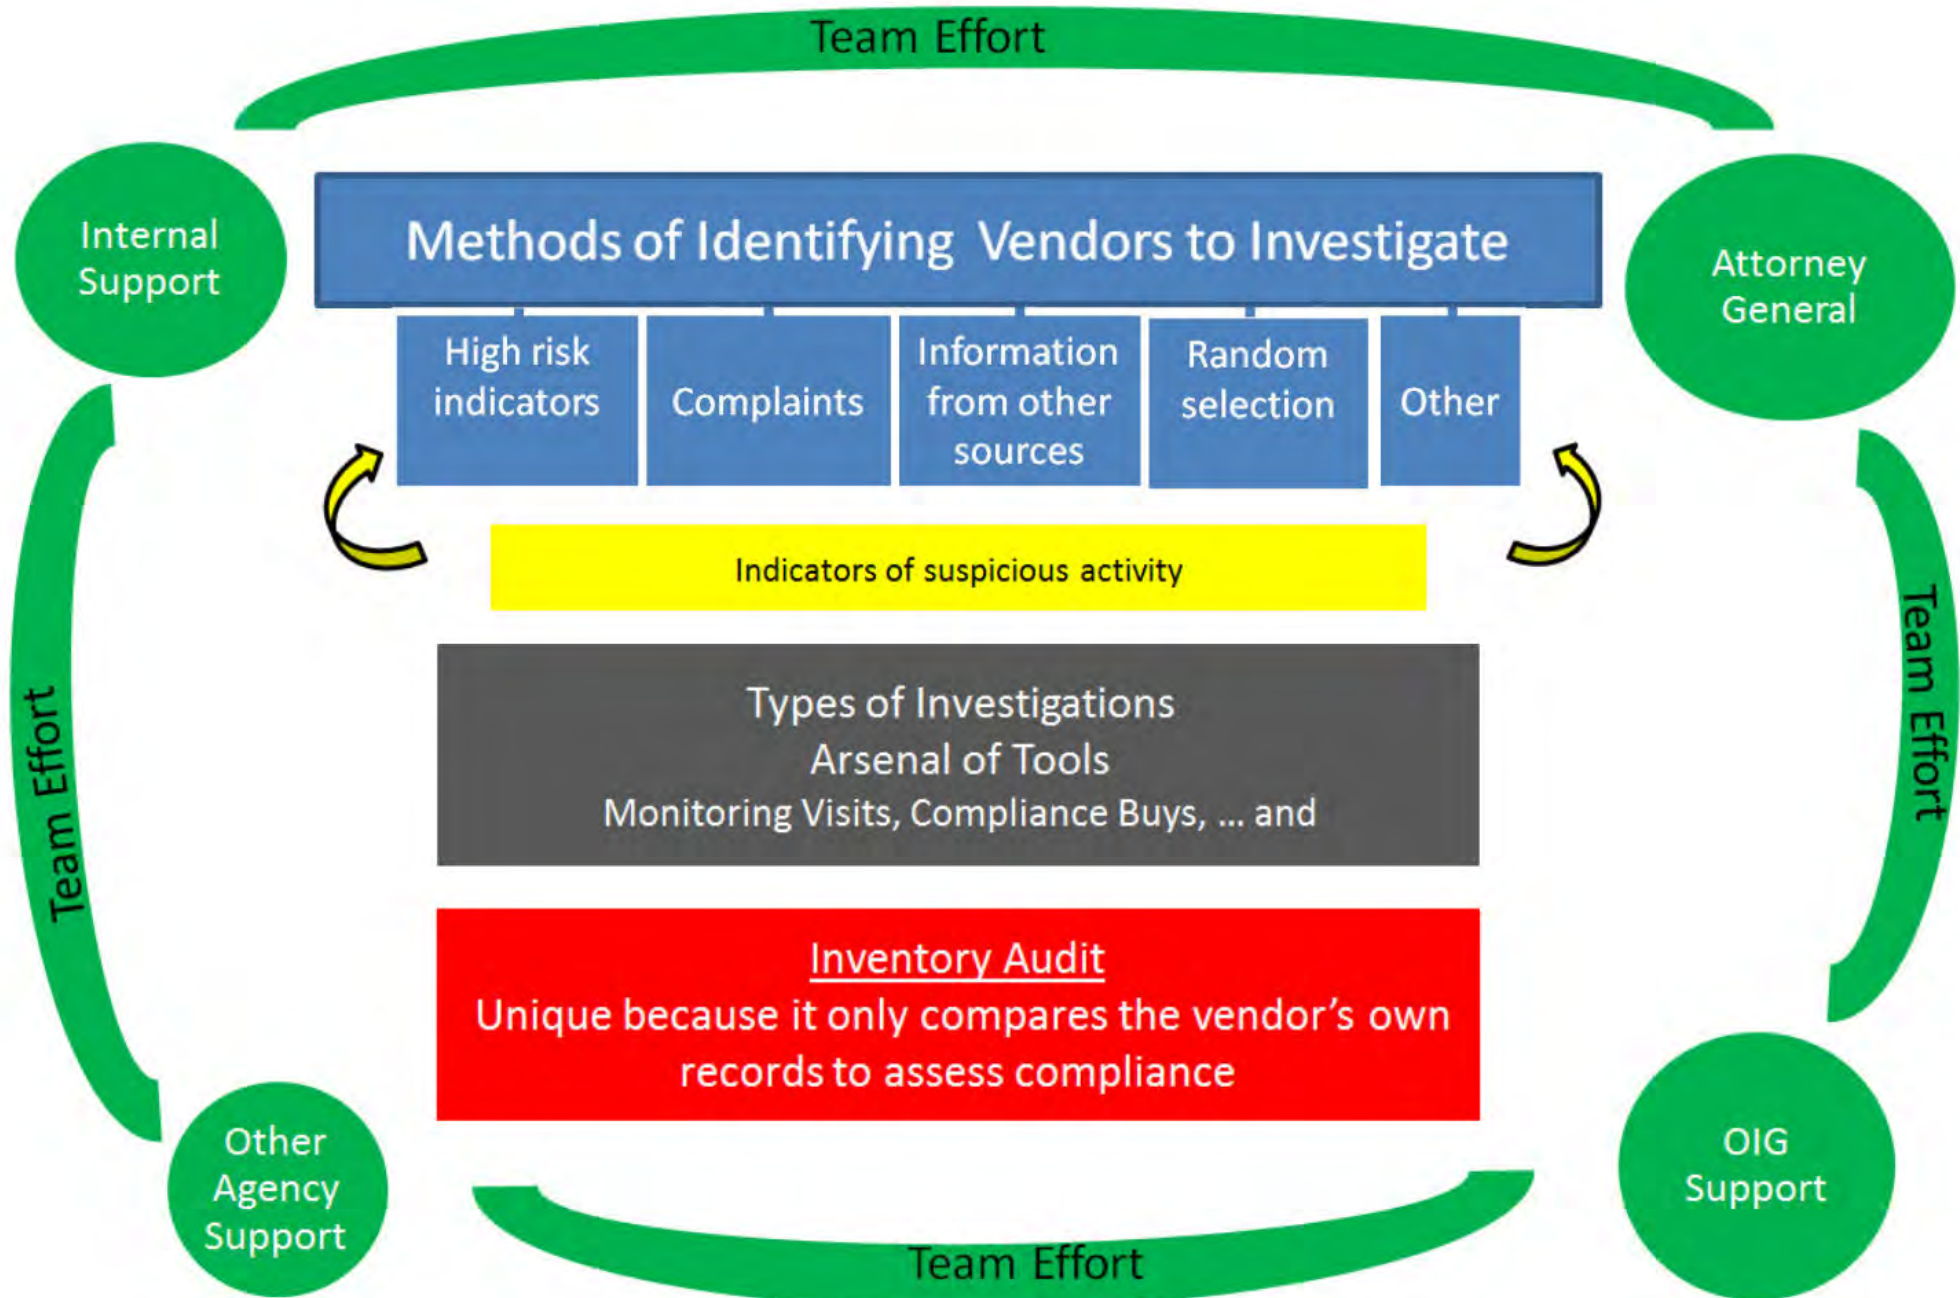 Team Effort
Internal
Support
Methods of Identifying Vendors to Investigate
Attorney
General
High risk
indicators
Complaints
Information
from other
sources
Random
selection
Other
Indicators of suspicious activity
Types of Investigations
Arsenal of Tools
Monitoring Visits, Compliance Buys, ... and
Team Effort
Team Effort
Inventory Audit
Unique because it only compares the vendor’s own
records to assess compliance
Other
Agency
Support
OIG
Support
Team Effort